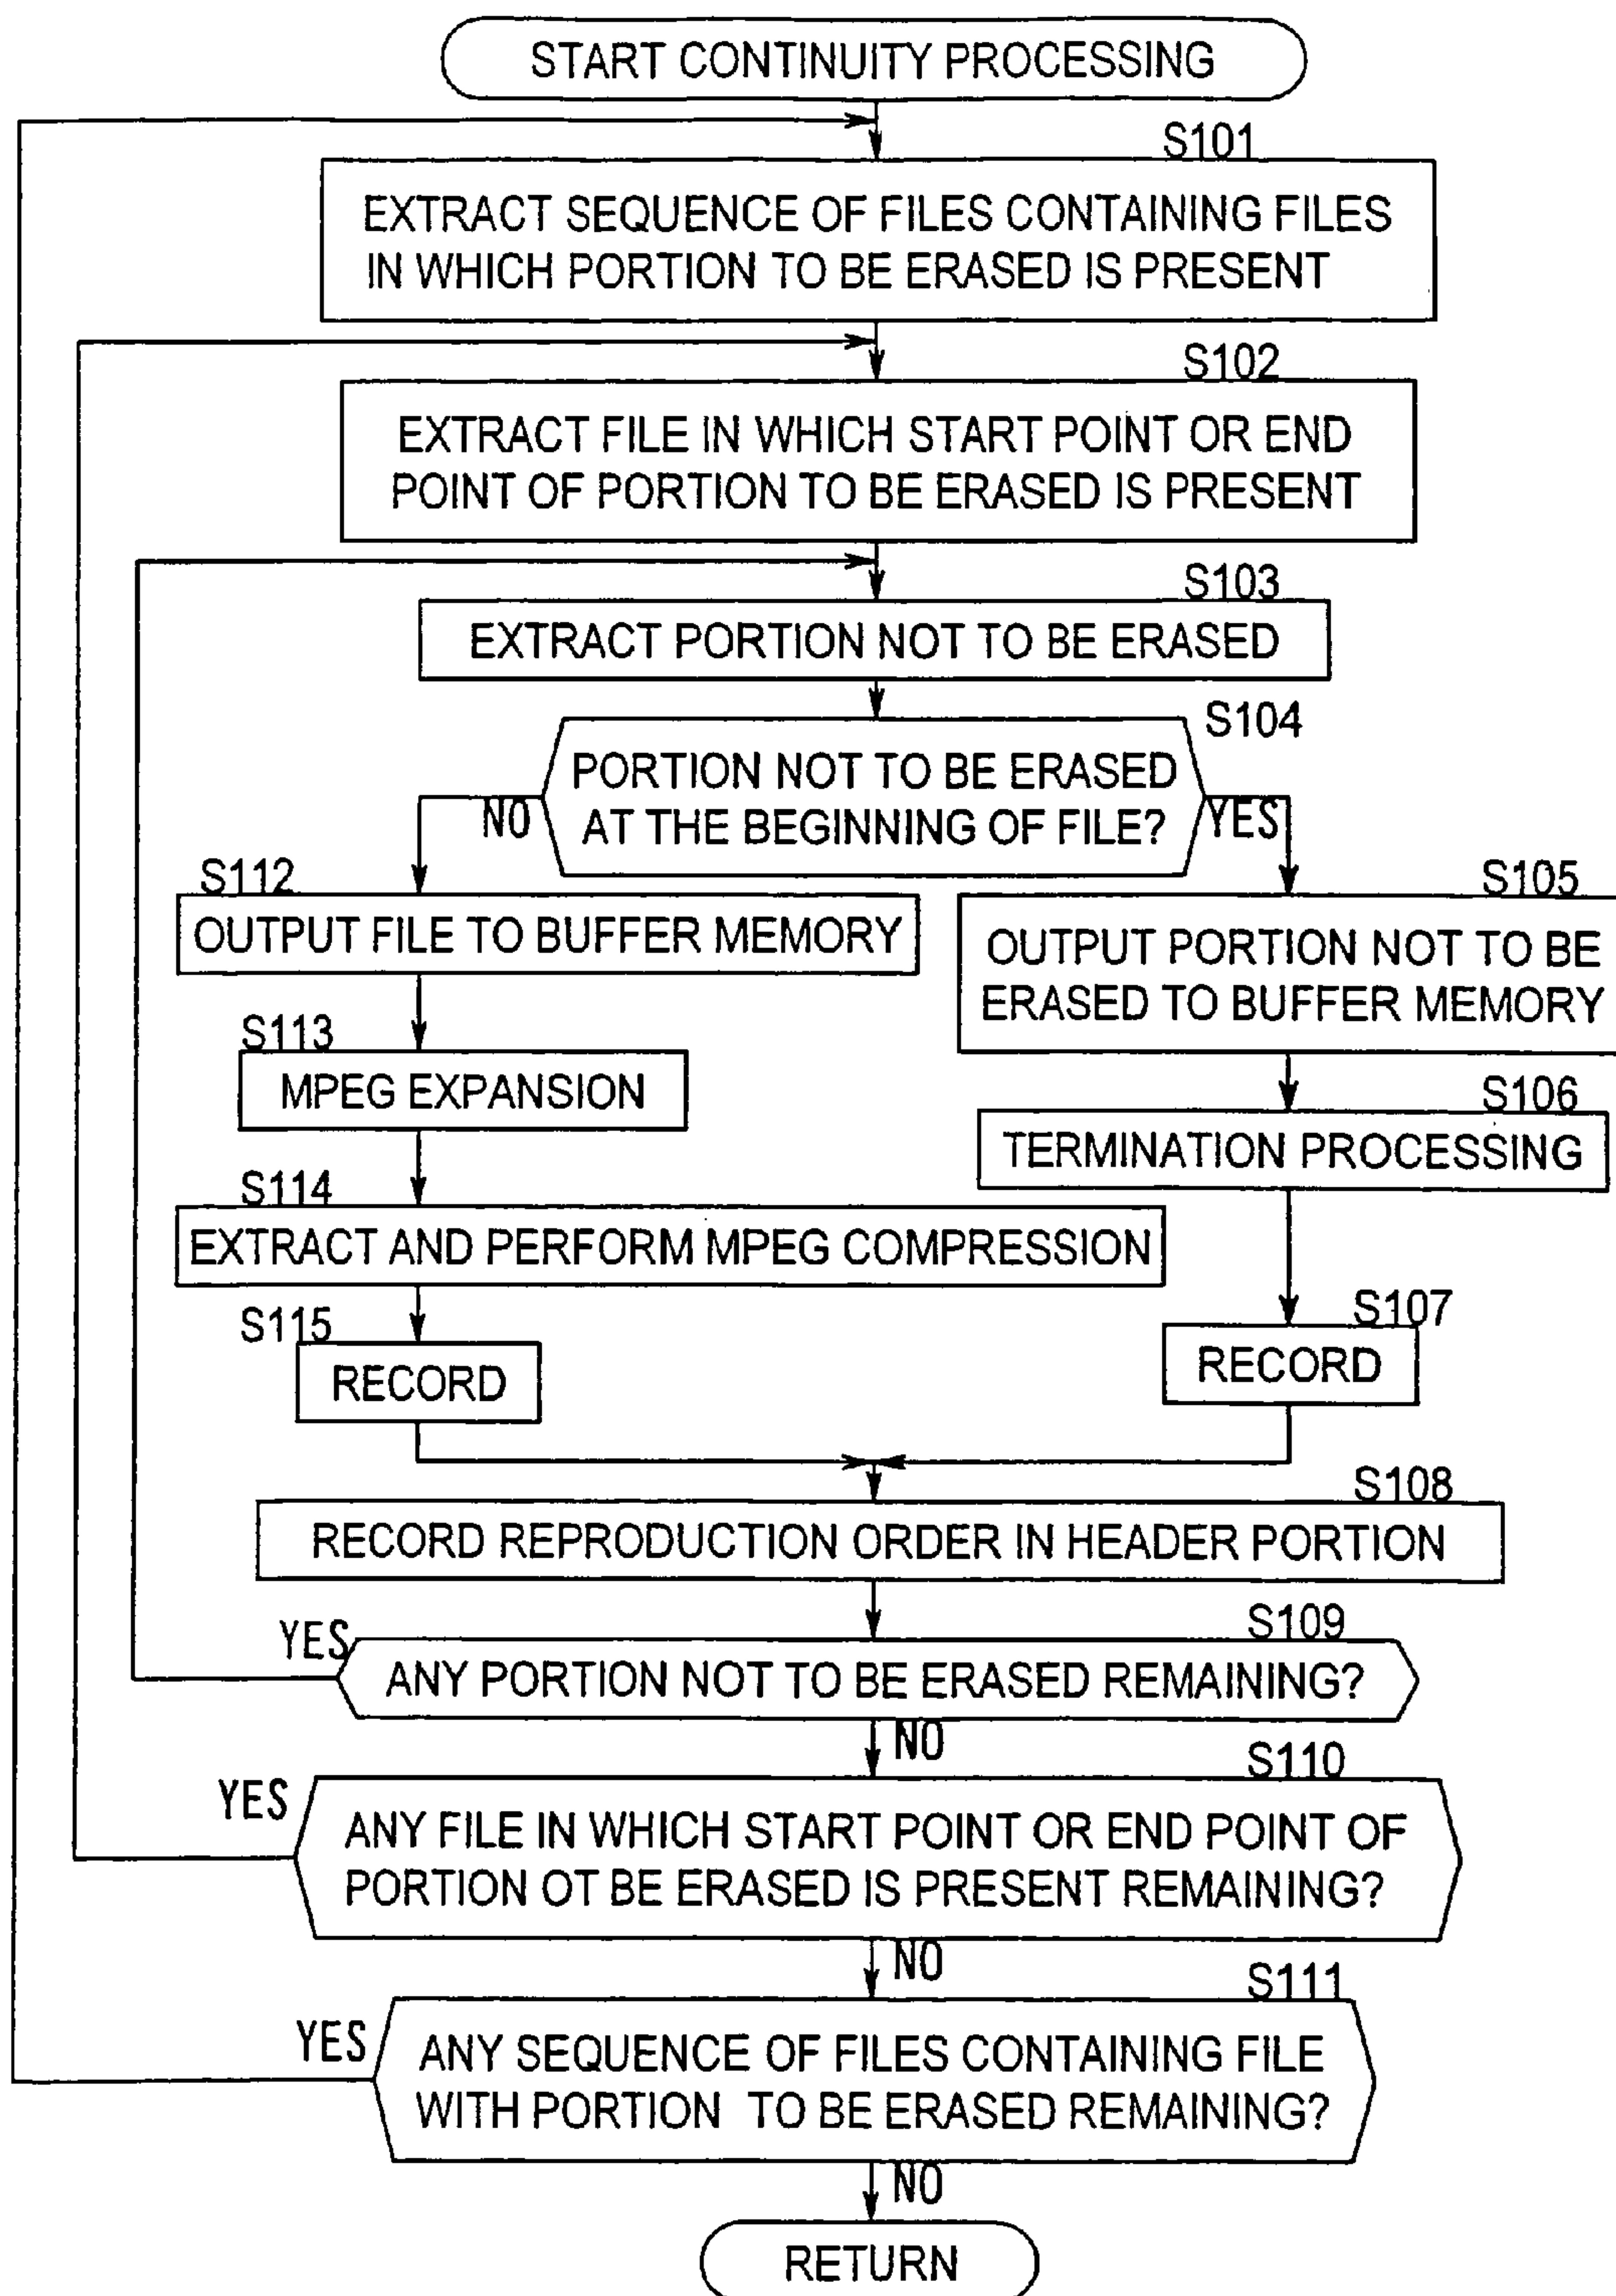 START CONTINUITY PROCESSING
S101
EXTRACT SEQUENCE OF FILES CONTAINING FILES
IN WHICH PORTION TO BE ERASED IS PRESENT
S102
EXTRACT FILE IN WHICH START POINT OR END
POINT OF PORTION TO BE ERASED IS PRESENT
S103
EXTRACT PORTION NOT TO BE ERASED
S104
PORTION NOT TO BE ERASED
AT THE BEGINNING OF FILE?
NO
YES
S112
OUTPUT FILE TO BUFFER MEMORY
S113
MPEG EXPANSION
S114
EXTRACT AND PERFORM MPEG COMPRESSION
S115
RECORD
S105
OUTPUT PORTION NOT TO BE
ERASED TO BUFFER MEMORY
S106
TERMINATION PROCESSING
S107
RECORD
S108
RECORD REPRODUCTION ORDER IN HEADER PORTION
S109
YES
ANY PORTION NOT TO BE ERASED REMAINING?
NO
S110
YES
ANY FILE IN WHICH START POINT OR END POINT OF
PORTION OT BE ERASED IS PRESENT REMAINING?
NO
S111
YES
ANY SEQUENCE OF FILES CONTAINING FILE
WITH PORTION TO BE ERASED REMAINING?
NO
RETURN